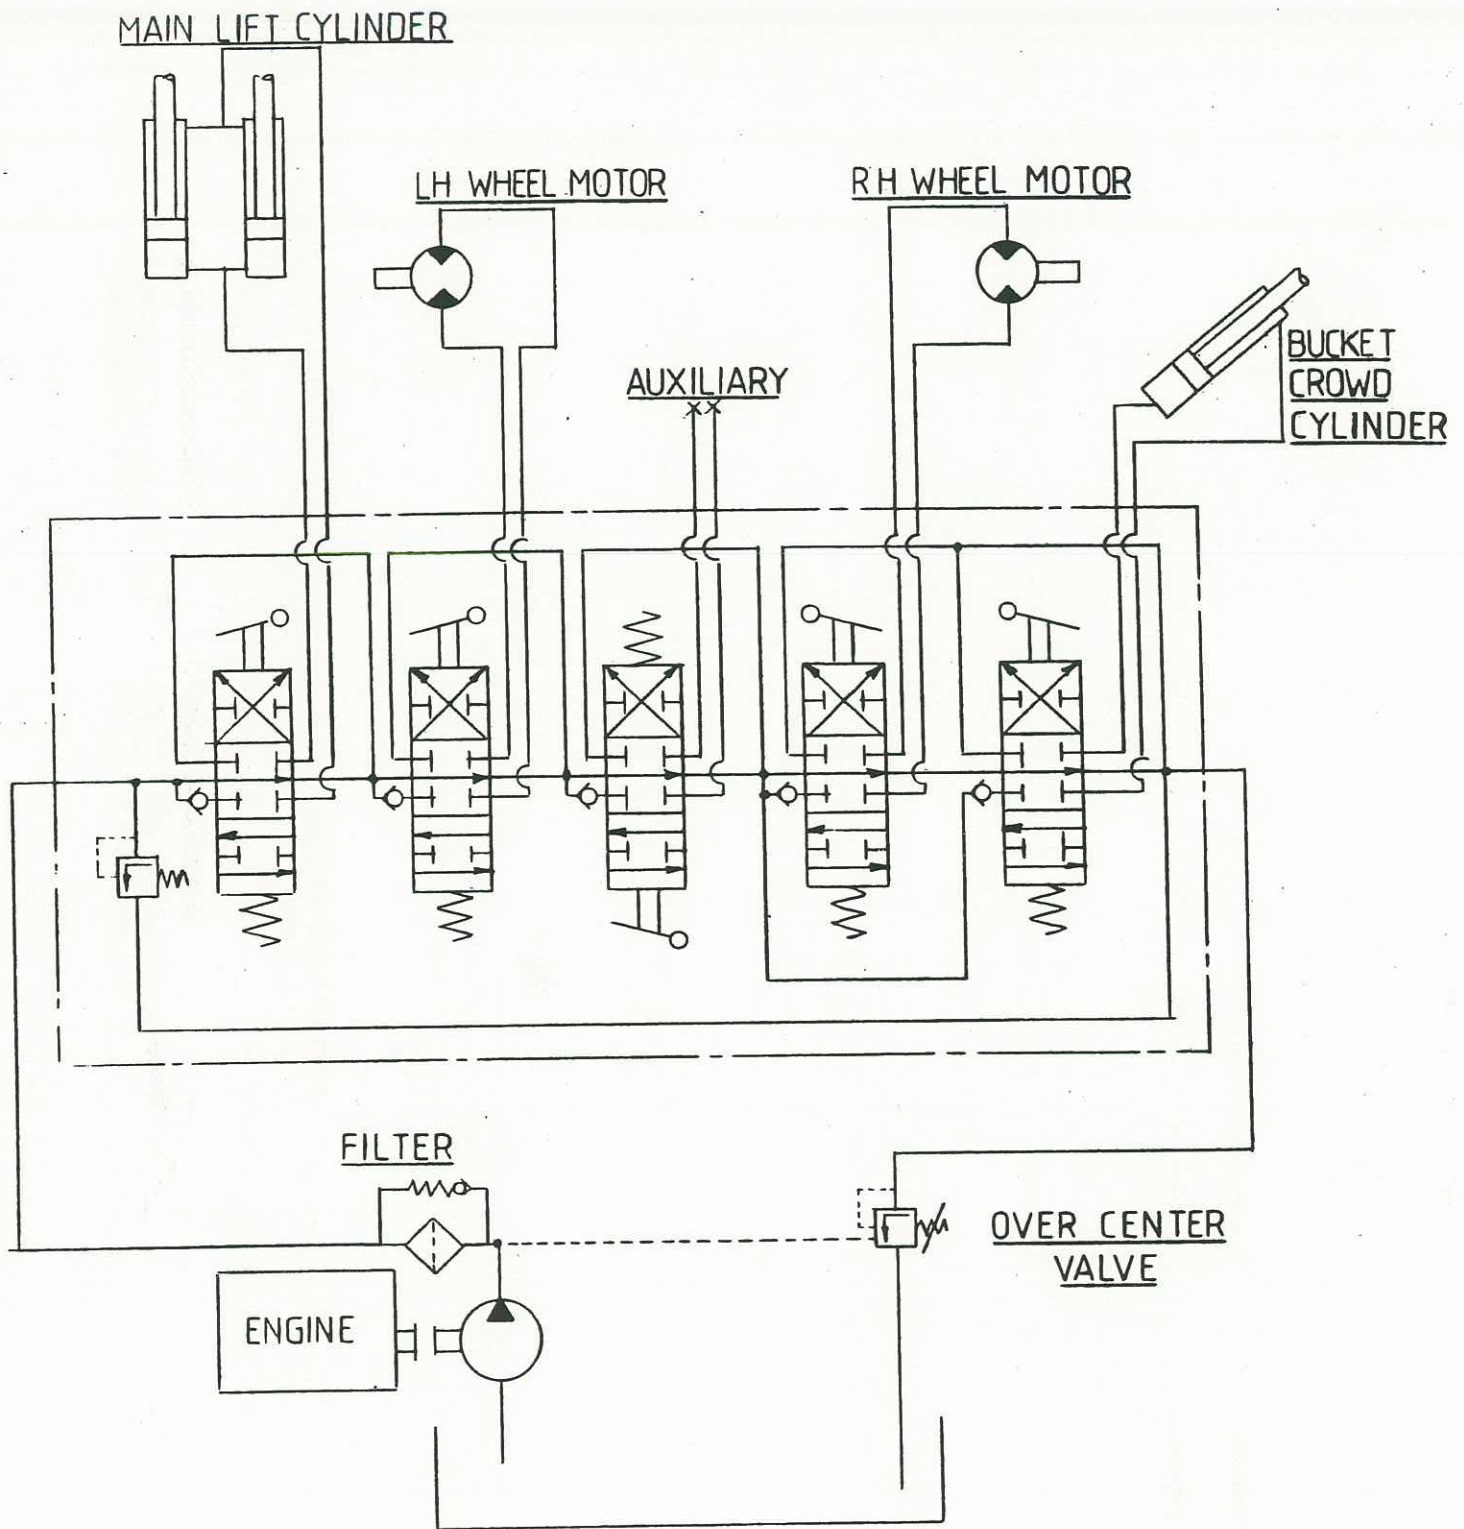 MAIN LIFT CYLINDER
LH WHEEL MOTOR
RH WHEEL MOTOR
AUXILIARY
BUCKET
CROWD
CYLINDER
FILTER
OVER CENTER
VALVE
ENGINE